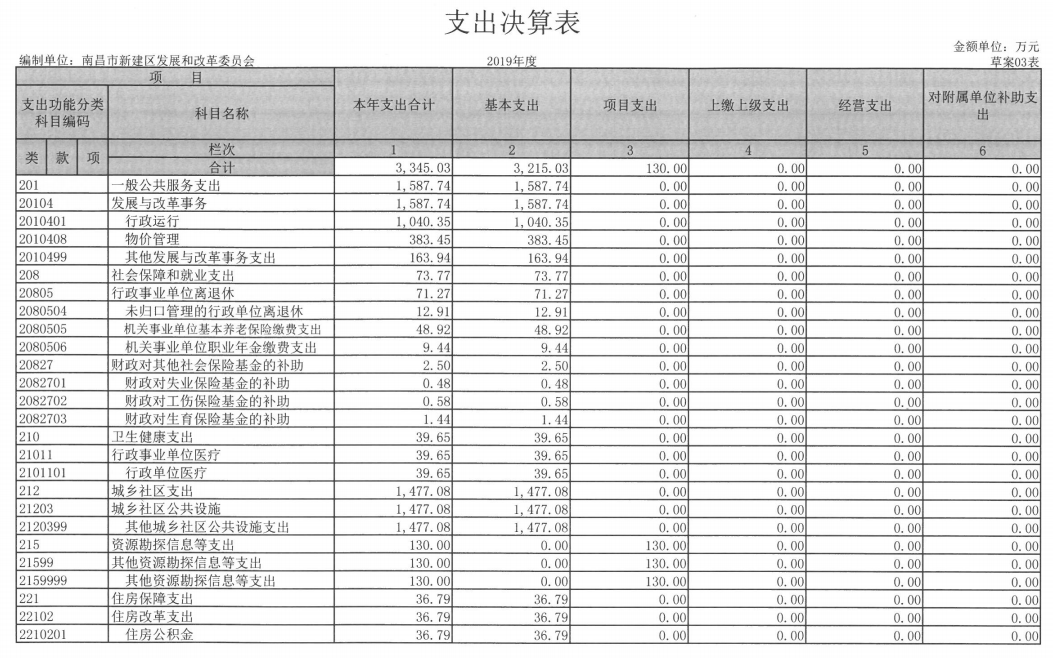 支出决算表
金额单位：万元
编制单位：南昌市新建区发展和改革委员会 2019年度 草案03表
项 目 本年支出合计 基本支出 项目支出 上缴上级支出 经营支出 对附属单位补助支出
支出功能分类科目编码 科目名称
类 款 项 栏次 1 2 3 4 5 6
合计 3,345.03 3,215.03 130.00 0.00 0.00 0.00
201 一般公共服务支出 1,587.74 1,587.74 0.00 0.00 0.00 0.00
20104 发展与改革事务 1,587.74 1,587.74 0.00 0.00 0.00 0.00
2010401 行政运行 1,040.35 1,040.35 0.00 0.00 0.00 0.00
2010408 物价管理 383.45 383.45 0.00 0.00 0.00 0.00
2010499 其他发展与改革事务支出 163.94 163.94 0.00 0.00 0.00 0.00
208 社会保障和就业支出 73.77 73.77 0.00 0.00 0.00 0.00
20805 行政事业单位离退休 71.27 71.27 0.00 0.00 0.00 0.00
2080504 未归口管理的行政单位离退休 12.91 12.91 0.00 0.00 0.00 0.00
2080505 机关事业单位基本养老保险缴费支出 48.92 48.92 0.00 0.00 0.00 0.00
2080506 机关事业单位职业年金缴费支出 9.44 9.44 0.00 0.00 0.00 0.00
20827 财政对其他社会保险基金的补助 2.50 2.50 0.00 0.00 0.00 0.00
2082701 财政对失业保险基金的补助 0.48 0.48 0.00 0.00 0.00 0.00
2082702 财政对工伤保险基金的补助 0.58 0.58 0.00 0.00 0.00 0.00
2082703 财政对生育保险基金的补助 1.44 1.44 0.00 0.00 0.00 0.00
210 卫生健康支出 39.65 39.65 0.00 0.00 0.00 0.00
21011 行政事业单位医疗 39.65 39.65 0.00 0.00 0.00 0.00
2101101 行政单位医疗 39.65 39.65 0.00 0.00 0.00 0.00
212 城乡社区支出 1,477.08 1,477.08 0.00 0.00 0.00 0.00
21203 城乡社区公共设施 1,477.08 1,477.08 0.00 0.00 0.00 0.00
2120399 其他城乡社区公共设施支出 1,477.08 1,477.08 0.00 0.00 0.00 0.00
215 资源勘探信息等支出 130.00 0.00 130.00 0.00 0.00 0.00
21599 其他资源勘探信息等支出 130.00 0.00 130.00 0.00 0.00 0.00
2159999 其他资源勘探信息等支出 130.00 0.00 130.00 0.00 0.00 0.00
221 住房保障支出 36.79 36.79 0.00 0.00 0.00 0.00
22102 住房改革支出 36.79 36.79 0.00 0.00 0.00 0.00
2210201 住房公积金 36.79 36.79 0.00 0.00 0.00 0.00